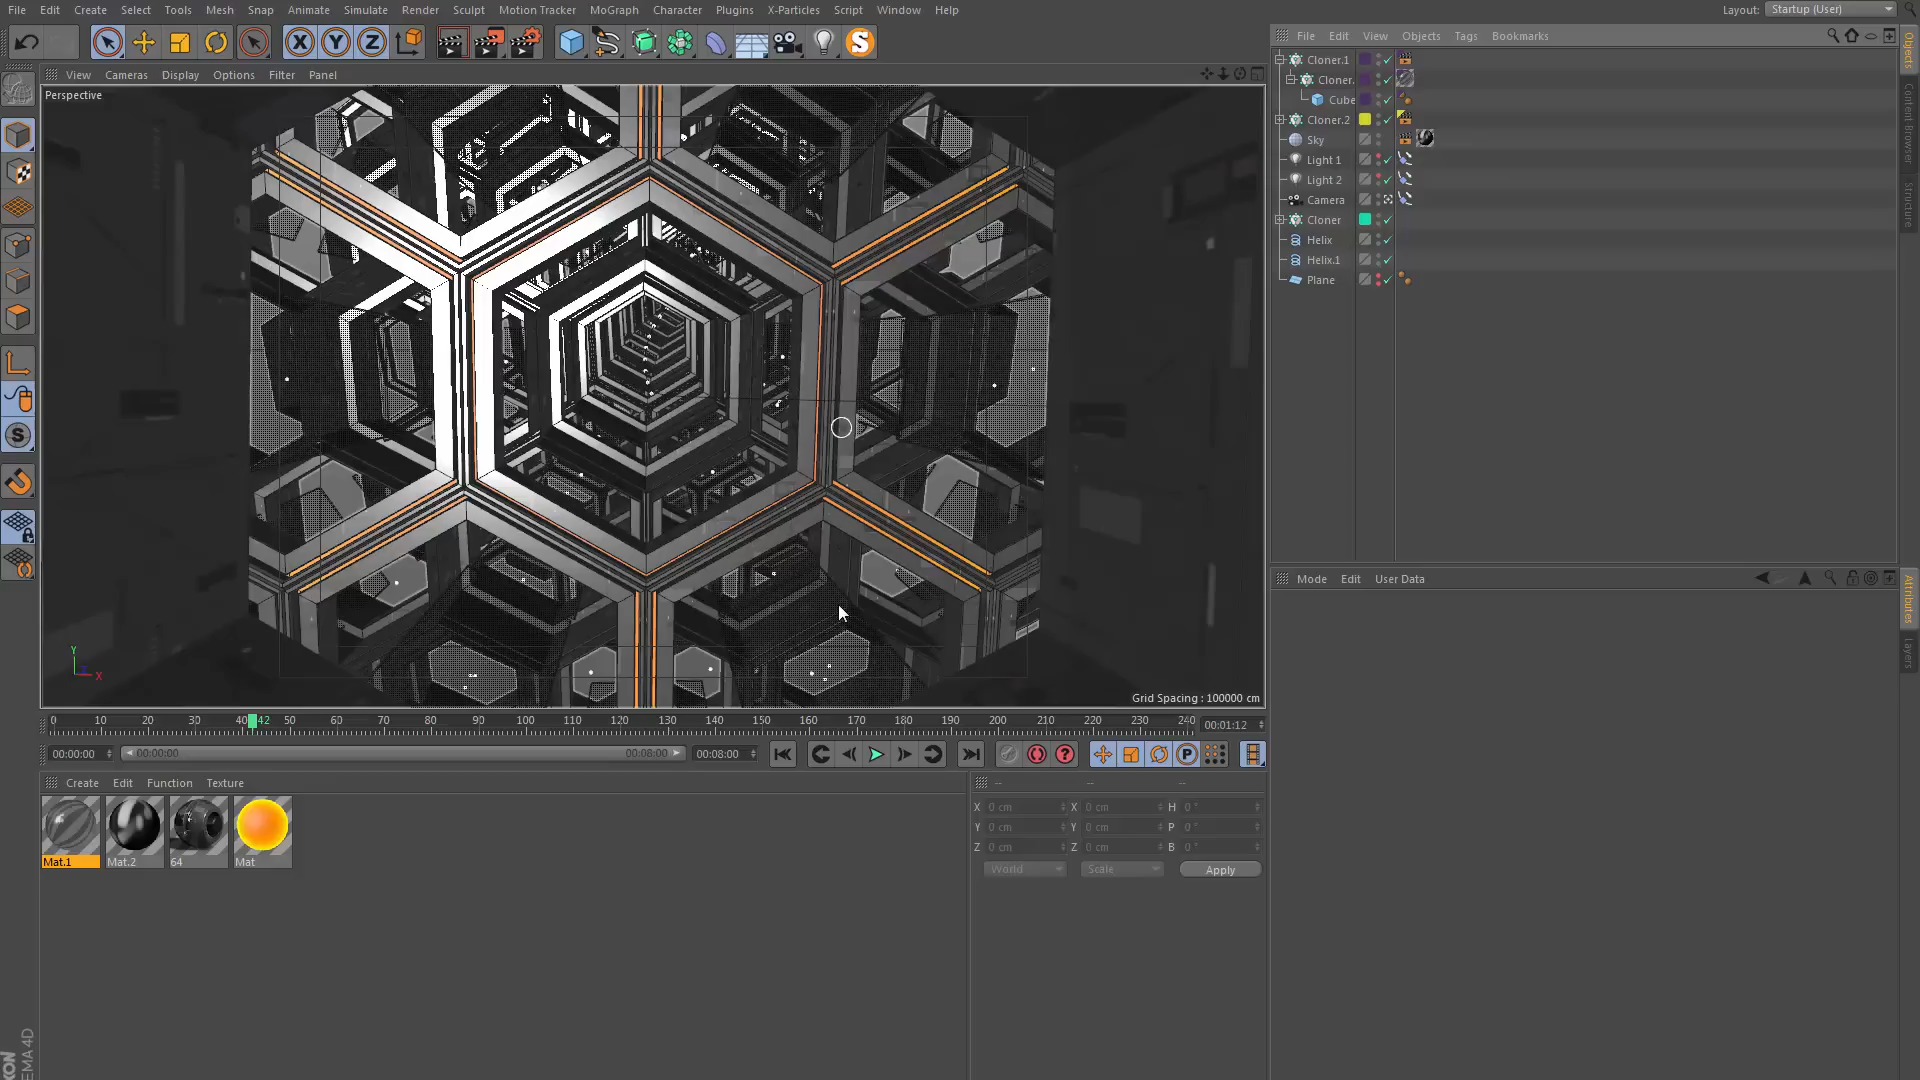 File Edit Create Select Tools Mesh Snap Animate Simulate Render Sculpt Motion Tracker MoGraph Character Plugins X-Particles Script Window Help
Layout: Startup (User)
File Edit View Objects Tags Bookmarks
View Cameras Display Options Filter Panel
Perspective
X Y Z
S
Cloner.1
Cloner.
Cube
Cloner.2
Sky
Light 1
Light 2
Camera
Cloner
Helix
Helix.1
Plane
Objects
Content Browser
Structure
Y
X
Grid Spacing : 100000 cm
Mode Edit User Data
Attributes
Layers
0 10 20 30 40 42 50 60 70 80 90 100 110 120 130 140 150 160 170 180 190 200 210 220 230 240 00:01:12
00:00:00 00:00:00 00:08:00 00:08:00
P
Create Edit Function Texture
Mat.1 Mat.2 64 Mat
-- -- --
X 0 cm X 0 cm H 0 °
Y 0 cm Y 0 cm P 0 °
Z 0 cm Z 0 cm B 0 °
World Scale Apply